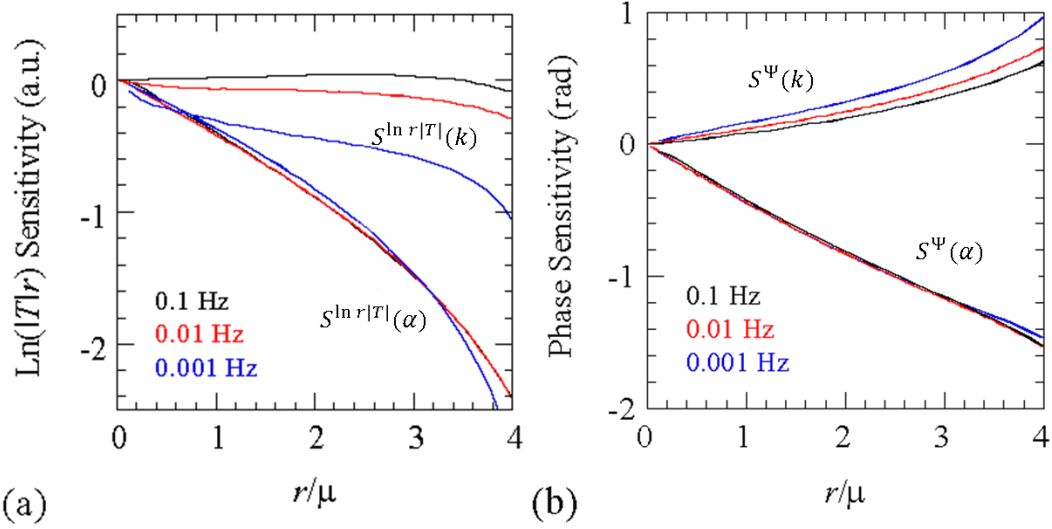 Ln(|T|r) Sensitivity (a.u.)
0
-1
-2
S^{ln r|T|}(k)
S^{ln r|T|}(α)
0.1 Hz
0.01 Hz
0.001 Hz
0 1 2 3 4
r/μ
(a)
Phase Sensitivity (rad)
1
0
-1
-2
S^Ψ(k)
S^Ψ(α)
0.1 Hz
0.01 Hz
0.001 Hz
0 1 2 3 4
r/μ
(b)